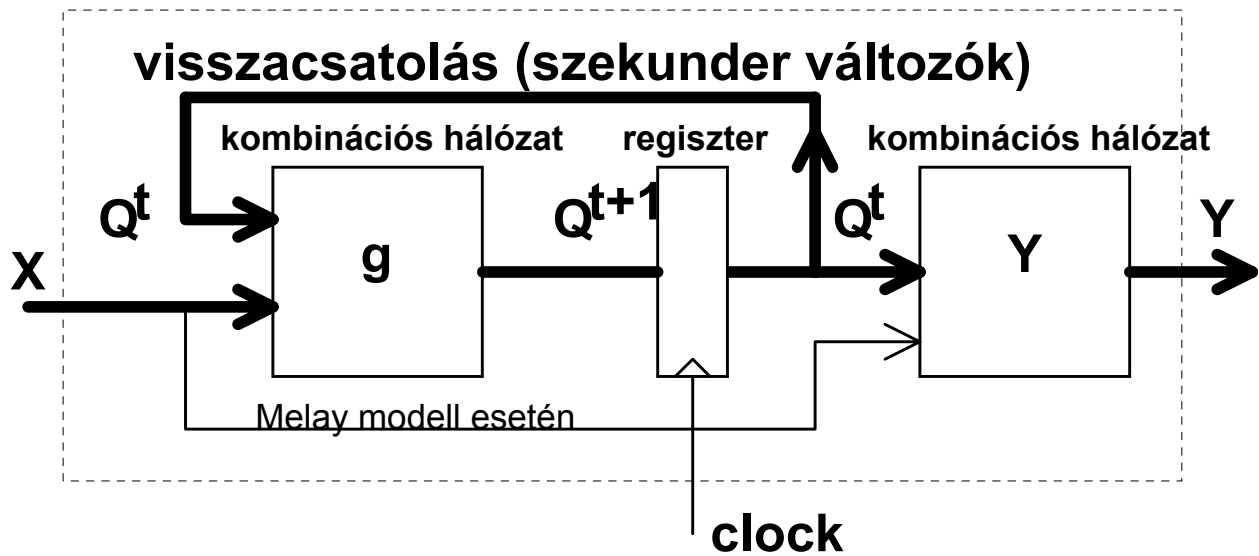 visszacsatolás (szekunder változók)
kombinációs hálózat regiszter kombinációs hálózat
Qᵗ Qᵗ⁺¹ Qᵗ Y
X g Y
Melay modell esetén
clock